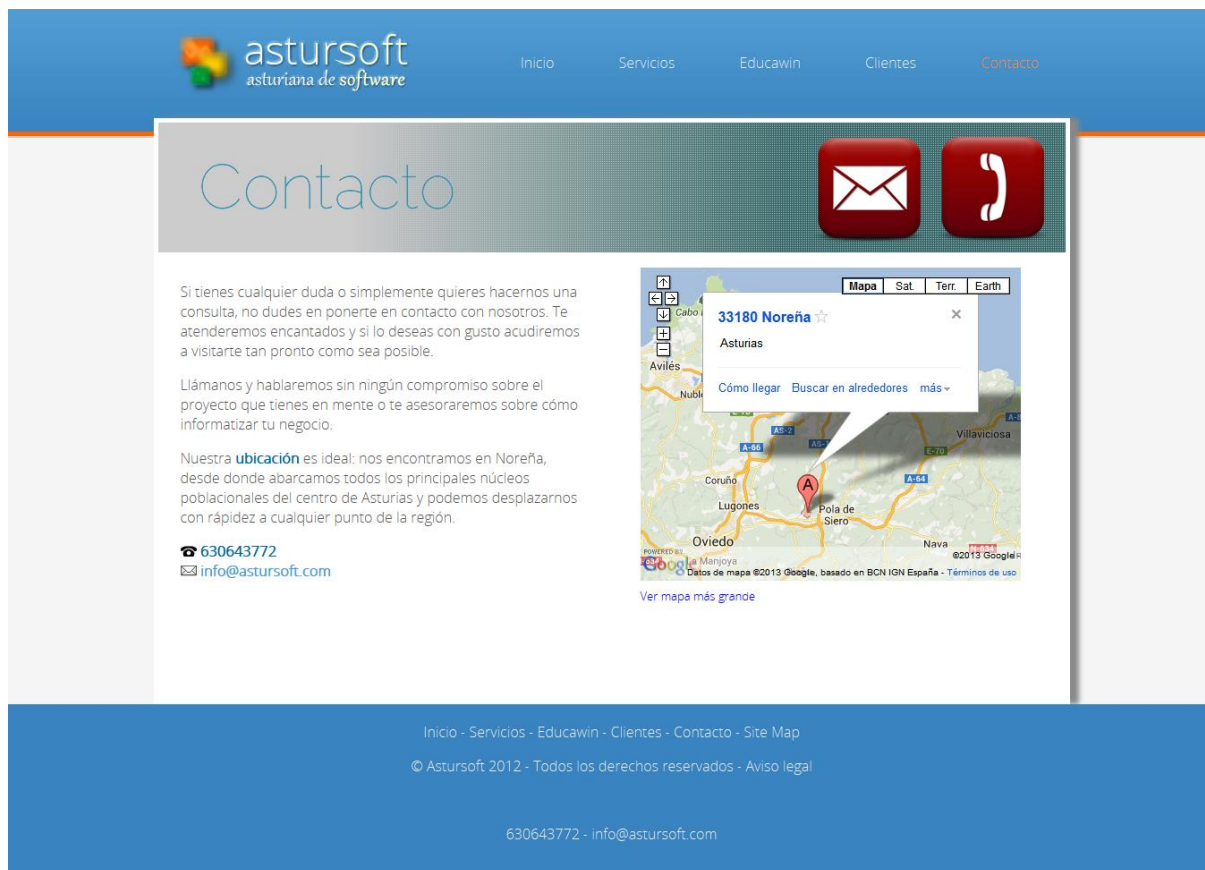 astursoft
asturiana de software
Inicio Servicios Educawin Clientes Contacto
Contacto
Si tienes cualquier duda o simplemente quieres hacernos una
consulta, no dudes en ponerte en contacto con nosotros. Te
atenderemos encantados y si lo deseas con gusto acudiremos
a visitarte tan pronto como sea posible.
Llámanos y hablaremos sin ningún compromiso sobre el
proyecto que tienes en mente o te asesoraremos sobre cómo
informatizar tu negocio.
Nuestra ubicación es ideal: nos encontramos en Noreña,
desde donde abarcamos todos los principales núcleos
poblacionales del centro de Asturias y podemos desplazarnos
con rápidez a cualquier punto de la región.
630643772
info@astursoft.com
Mapa Sat. Terr. Earth
Cabo
33180 Noreña
Asturias
Avilés
Cómo llegar Buscar en alrededores más
AS-2
A-66
Villaviciosa
E-70
Coruño
A-64
A
Lugones
Pola de
Siero
Oviedo
Nava
POWERED BY
Google
La Manjoya
©2013 Google
Datos de mapa ©2013 Google, basado en BCN IGN España - Términos de uso
Ver mapa más grande
Inicio - Servicios - Educawin - Clientes - Contacto - Site Map
© Astursoft 2012 - Todos los derechos reservados - Aviso legal
630643772 - info@astursoft.com